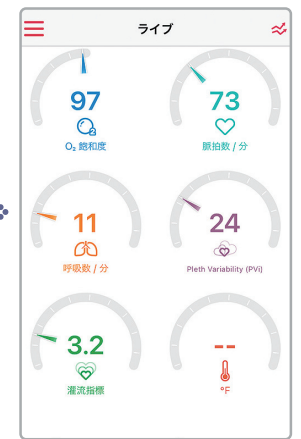 ライブ
97
O₂ 飽和度
73
脈拍数 / 分
11
呼吸数 / 分
24
Pleth Variability (PVi)
3.2
灌流指標
--
°F